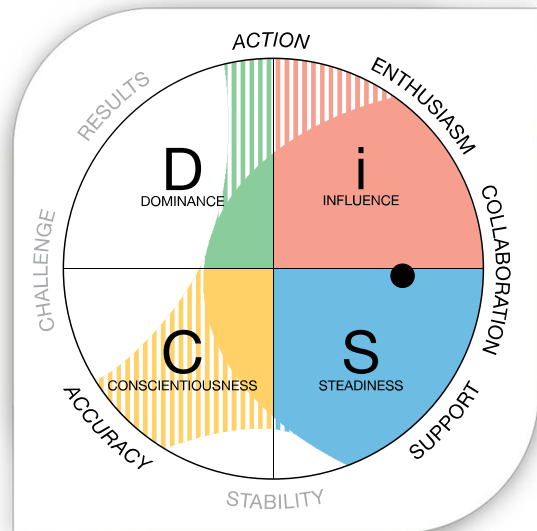 ACTION
ENTHUSIASM
RESULTS
D
DOMINANCE
i
INFLUENCE
COLLABORATION
CHALLENGE
C
CONSCIENTIOUSNESS
S
STEADINESS
SUPPORT
ACCURACY
STABILITY